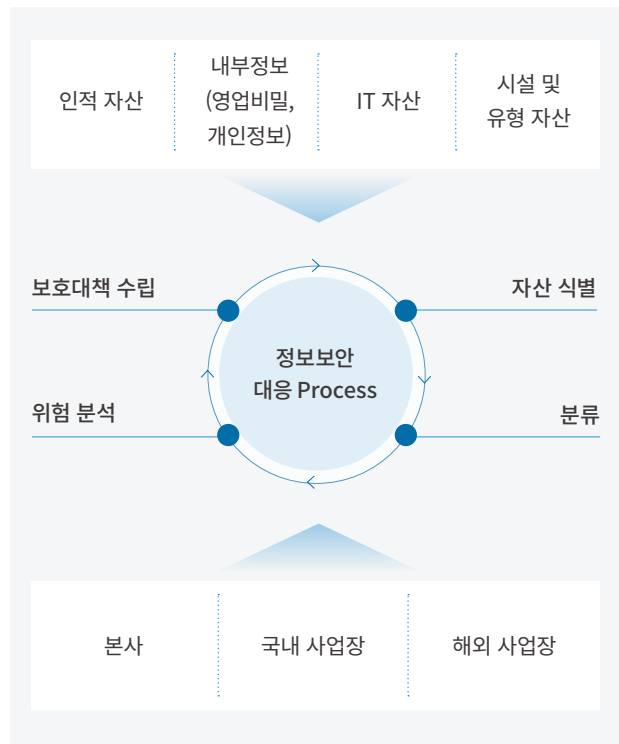 인적 자산
내부정보
(영업비밀,
개인정보)
IT 자산
시설 및
유형 자산
보호대책 수립
자산 식별
정보보안
대응 Process
위험 분석
분류
본사
국내 사업장
해외 사업장